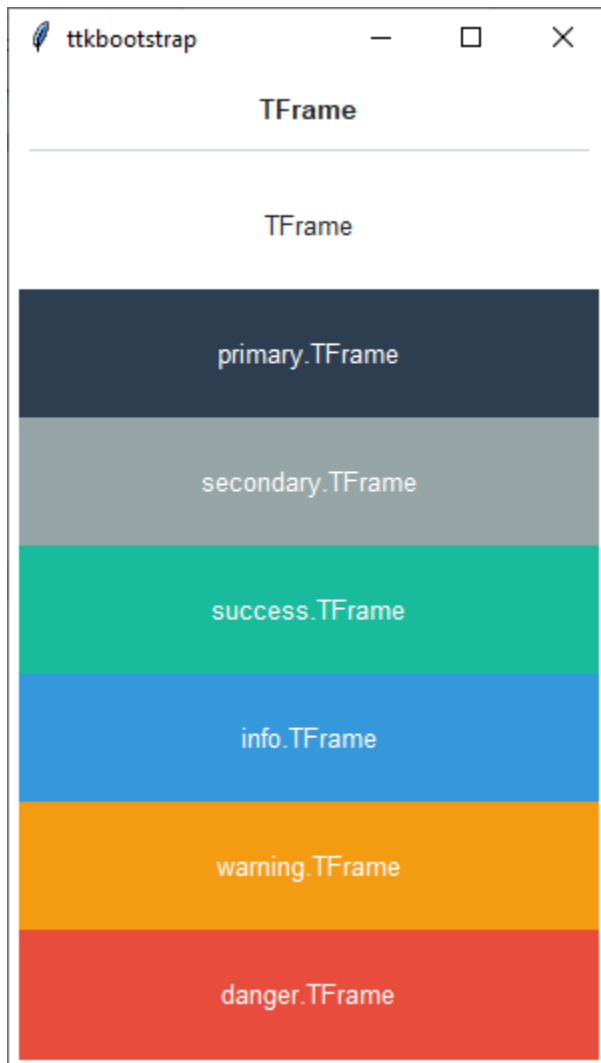 ttkbootstrap
TFrame
TFrame
primary.TFrame
secondary.TFrame
success.TFrame
info.TFrame
warning.TFrame
danger.TFrame